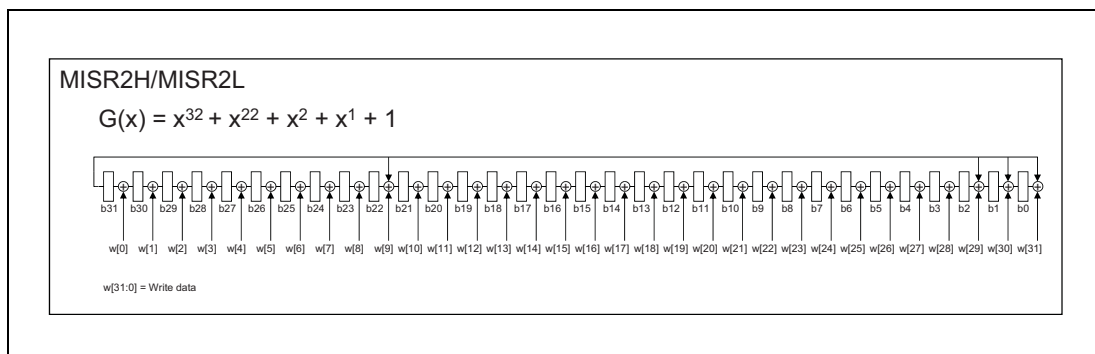 MISR2H/MISR2L
G(x) = x³² + x²² + x² + x¹ + 1
b31 b30 b29 b28 b27 b26 b25 b24 b23 b22 b21 b20 b19 b18 b17 b16 b15 b14 b13 b12 b11 b10 b9 b8 b7 b6 b5 b4 b3 b2 b1 b0
w[0] w[1] w[2] w[3] w[4] w[5] w[6] w[7] w[8] w[9] w[10] w[11] w[12] w[13] w[14] w[15] w[16] w[17] w[18] w[19] w[20] w[21] w[22] w[23] w[24] w[25] w[26] w[27] w[28] w[29] w[30] w[31]
w[31:0] = Write data